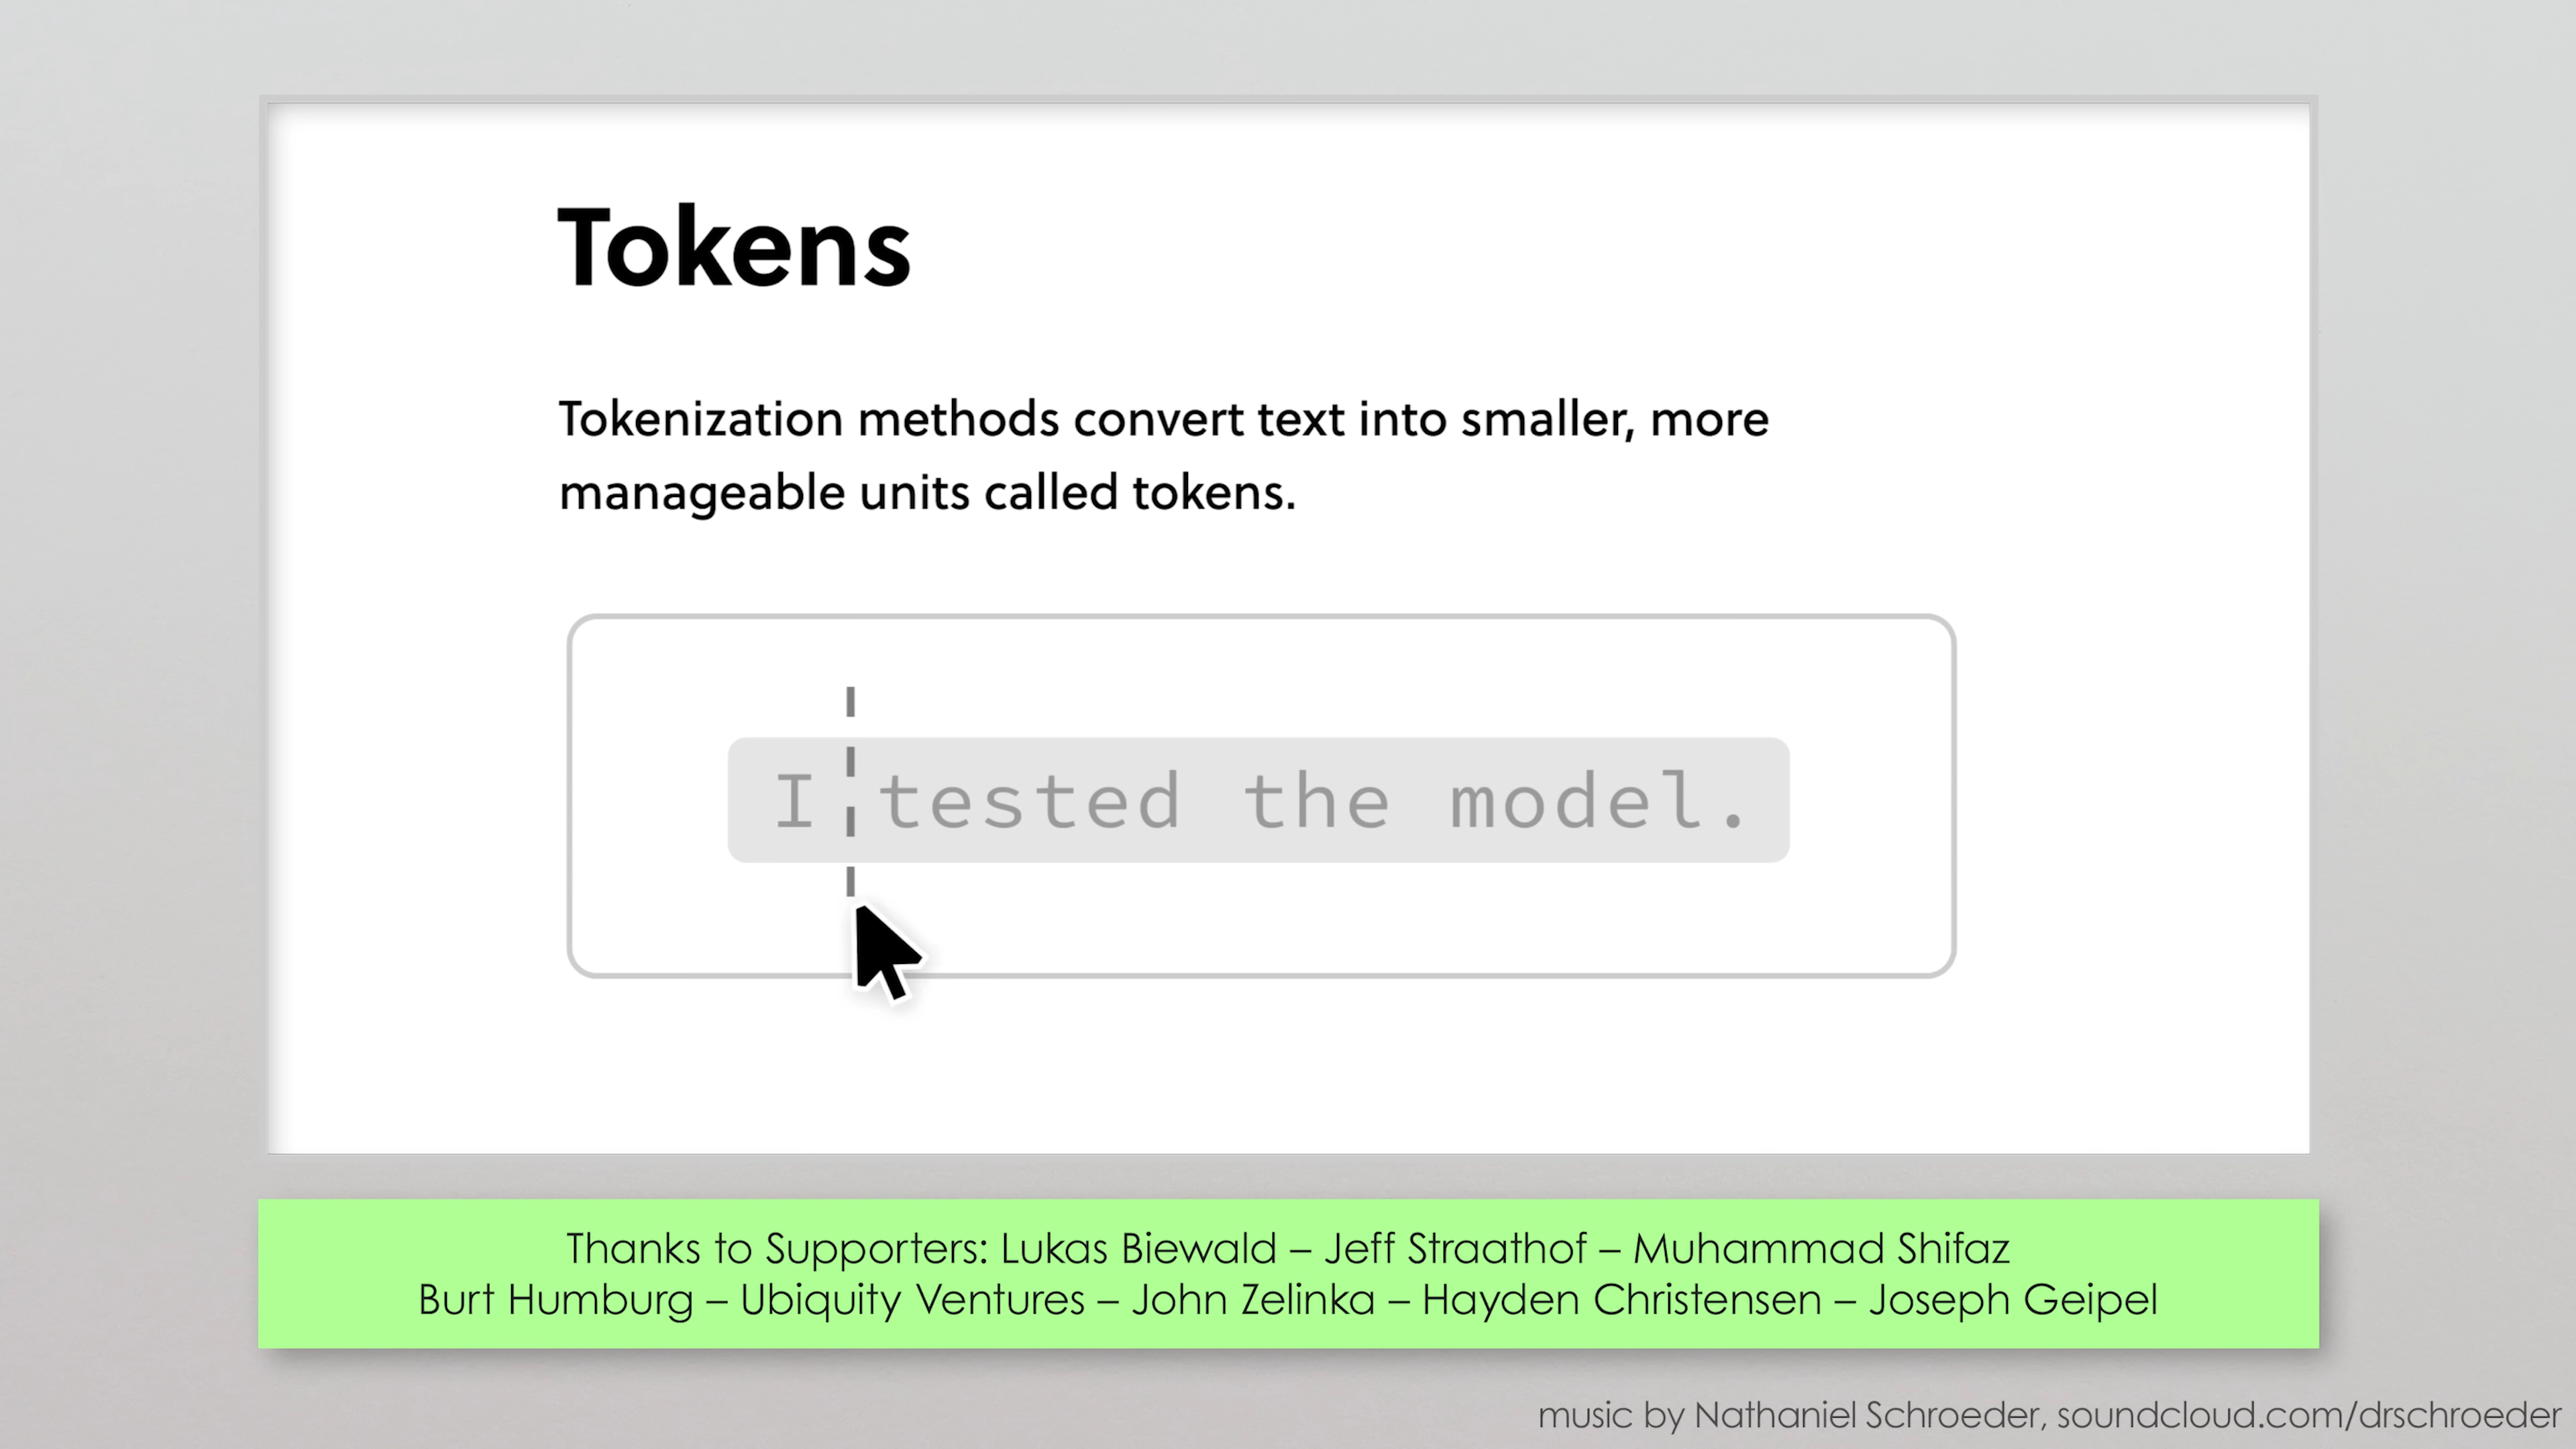 Tokens
Tokenization methods convert text into smaller, more
manageable units called tokens.
I tested the model.
Thanks to Supporters: Lukas Biewald – Jeff Straathof – Muhammad Shifaz
Burt Humburg – Ubiquity Ventures – John Zelinka – Hayden Christensen – Joseph Geipel
music by Nathaniel Schroeder, soundcloud.com/drschroeder